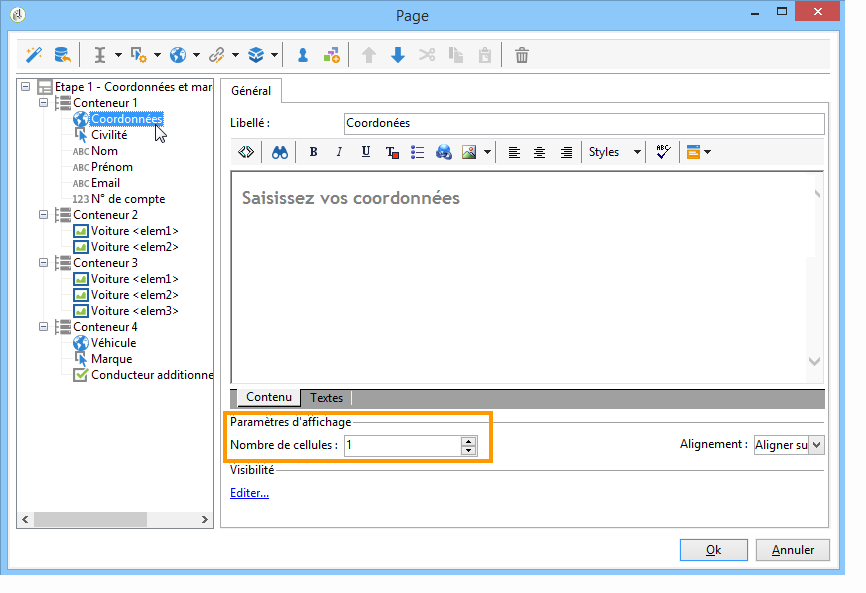 Page
Etape 1 - Coordonnées et mar
Général
Conteneur 1
Coordonnées
Libellé :
Coordonées
Civilité
ABC Nom
B I U T Styles ABC
ABC Prénom
ABC Email
123 N° de compte
Saisissez vos coordonnées
Conteneur 2
Voiture <elem1>
Voiture <elem2>
Conteneur 3
Voiture <elem1>
Voiture <elem2>
Voiture <elem3>
Conteneur 4
Véhicule
Marque
Conducteur additionne
Contenu Textes
Paramètres d'affichage
Nombre de cellules : 1
Alignement : Aligner su
Visibilité
Editer...
Ok Annuler